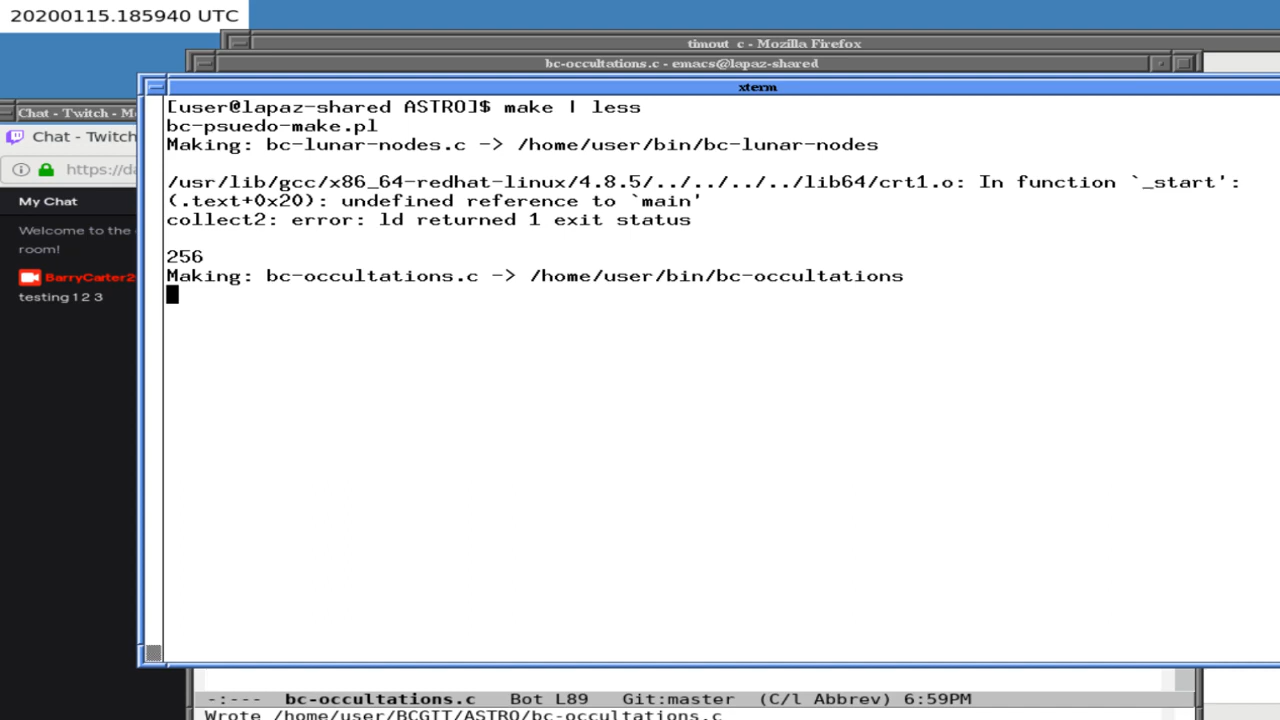 20200115.185940 UTC
timout c - Mozilla Firefox
bc-occultations.c - emacs@lapaz-shared
xterm
[user@lapaz-shared ASTRO]$ make | less
bc-psuedo-make.pl
Making: bc-lunar-nodes.c -> /home/user/bin/bc-lunar-nodes
/usr/lib/gcc/x86_64-redhat-linux/4.8.5/../../../../lib64/crt1.o: In function `_start':
(.text+0x20): undefined reference to `main'
collect2: error: ld returned 1 exit status
256
Making: bc-occultations.c -> /home/user/bin/bc-occultations
Chat - Twitch - M
Chat - Twitch
https://da
My Chat
Welcome to the
room!
BarryCarter2
testing 1 2 3
-:--- bc-occultations.c Bot L89 Git:master (C/l Abbrev) 6:59PM
Wrote /home/user/BCGIT/ASTRO/bc-occultations.c